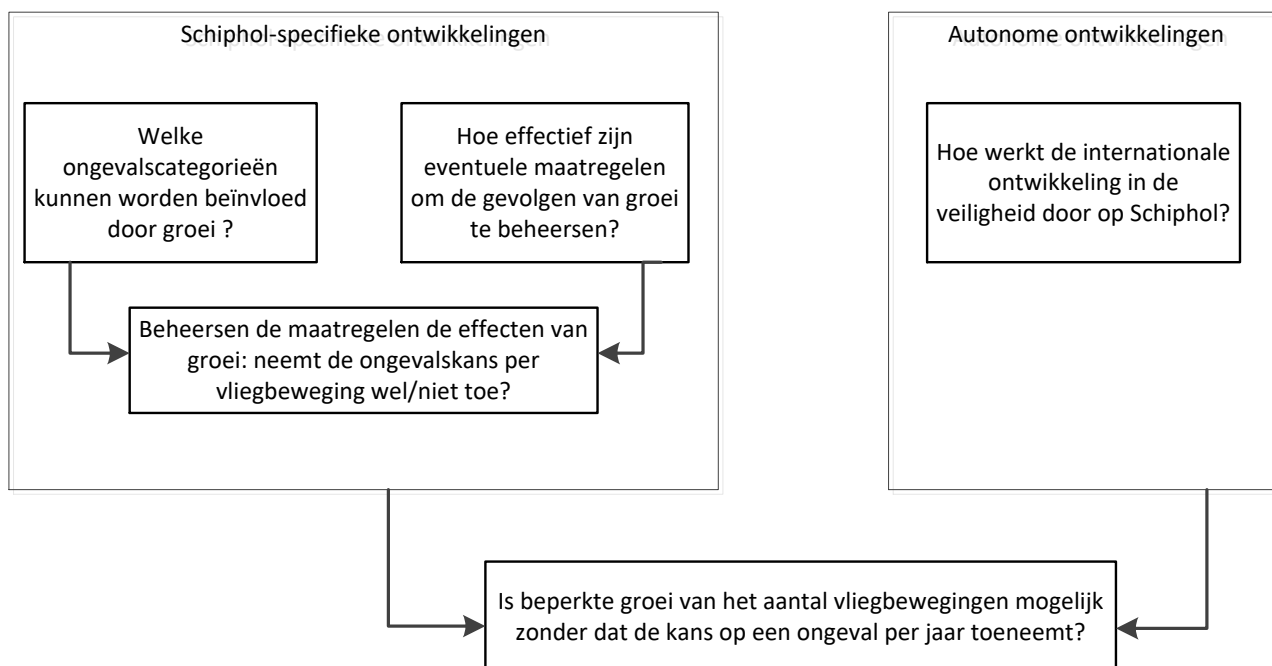 Schiphol-specifieke ontwikkelingen
Welke
ongevalscategorieën
kunnen worden beïnvloed
door groei ?
Hoe effectief zijn
eventuele maatregelen
om de gevolgen van groei
te beheersen?
Beheersen de maatregelen de effecten van
groei: neemt de ongevalskans per
vliegbeweging wel/niet toe?
Autonome ontwikkelingen
Hoe werkt de internationale
ontwikkeling in de
veiligheid door op Schiphol?
Is beperkte groei van het aantal vliegbewegingen mogelijk
zonder dat de kans op een ongeval per jaar toeneemt?